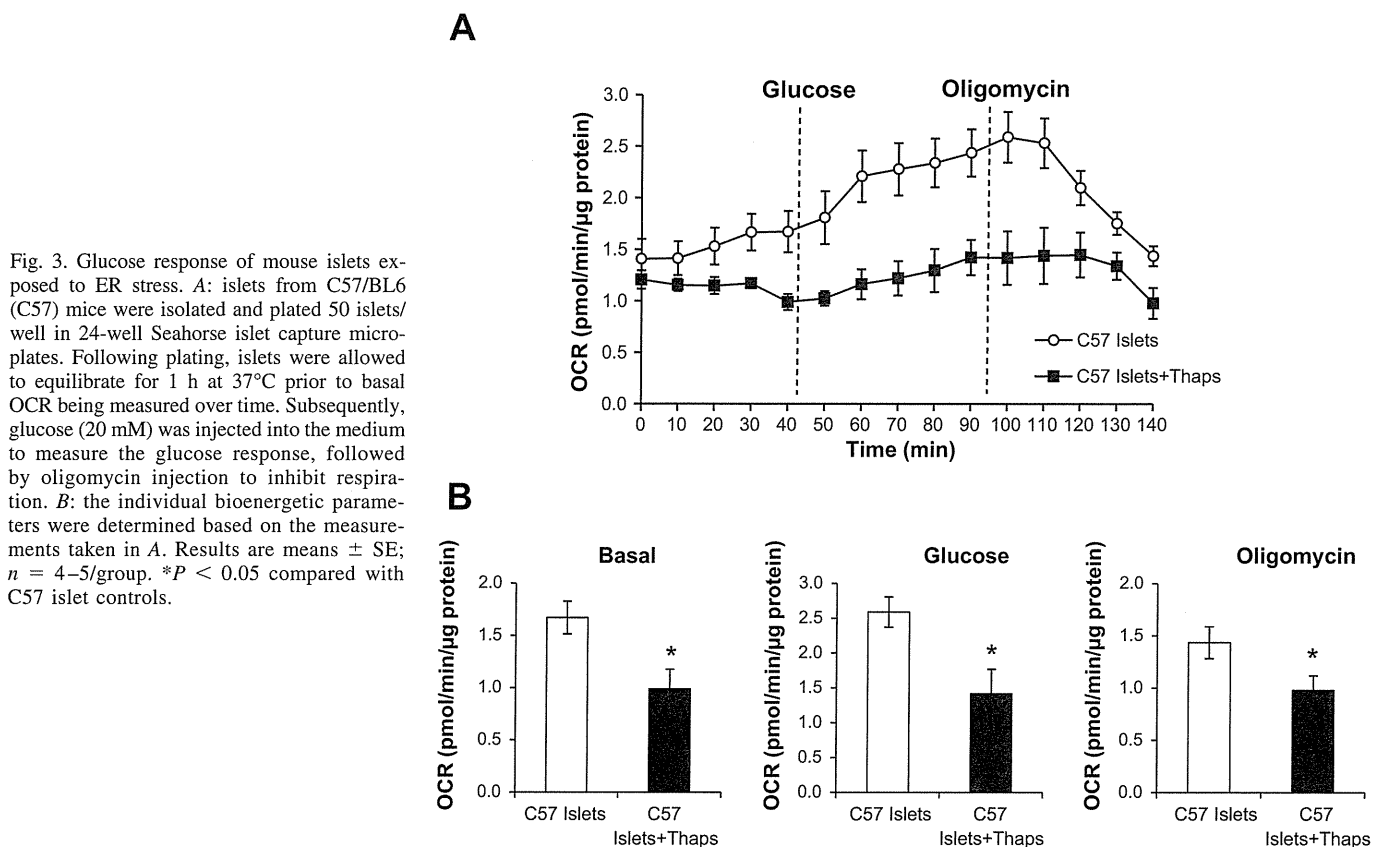 A
Glucose
Oligomycin
3.0
2.5
2.0
1.5
1.0
0.5
0.0
OCR (pmol/min/µg protein)
C57 Islets
C57 Islets+Thaps
0 10 20 30 40 50 60 70 80 90 100 110 120 130 140
Time (min)
Fig. 3. Glucose response of mouse islets ex-
posed to ER stress. A: islets from C57/BL6
(C57) mice were isolated and plated 50 islets/
well in 24-well Seahorse islet capture micro-
plates. Following plating, islets were allowed
to equilibrate for 1 h at 37°C prior to basal
OCR being measured over time. Subsequently,
glucose (20 mM) was injected into the medium
to measure the glucose response, followed
by oligomycin injection to inhibit respira-
tion. B: the individual bioenergetic parame-
ters were determined based on the measure-
ments taken in A. Results are means ± SE;
n = 4–5/group. *P < 0.05 compared with
C57 islet controls.
B
Basal
OCR (pmol/min/µg protein)
2.0
1.5
1.0
0.5
0.0
*
C57 Islets
C57
Islets+Thaps
Glucose
OCR (pmol/min/µg protein)
3.0
2.5
2.0
1.5
1.0
0.5
0.0
*
C57 Islets
C57
Islets+Thaps
Oligomycin
OCR (pmol/min/µg protein)
2.0
1.5
1.0
0.5
0.0
*
C57 Islets
C57
Islets+Thaps